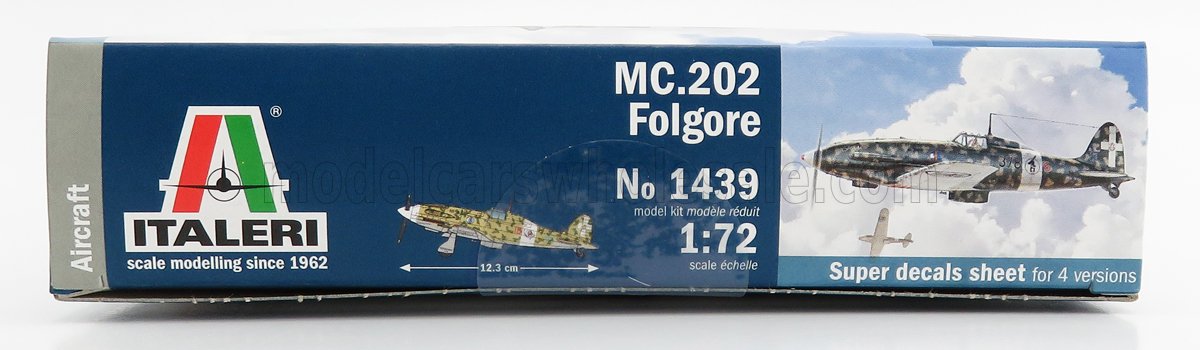 Aircraft
®
ITALERI
scale modelling since 1962
12.3 cm
MC.202
Folgore
No 1439
model kit modèle réduit
1:72
scale échelle
Super decals sheet for 4 versions